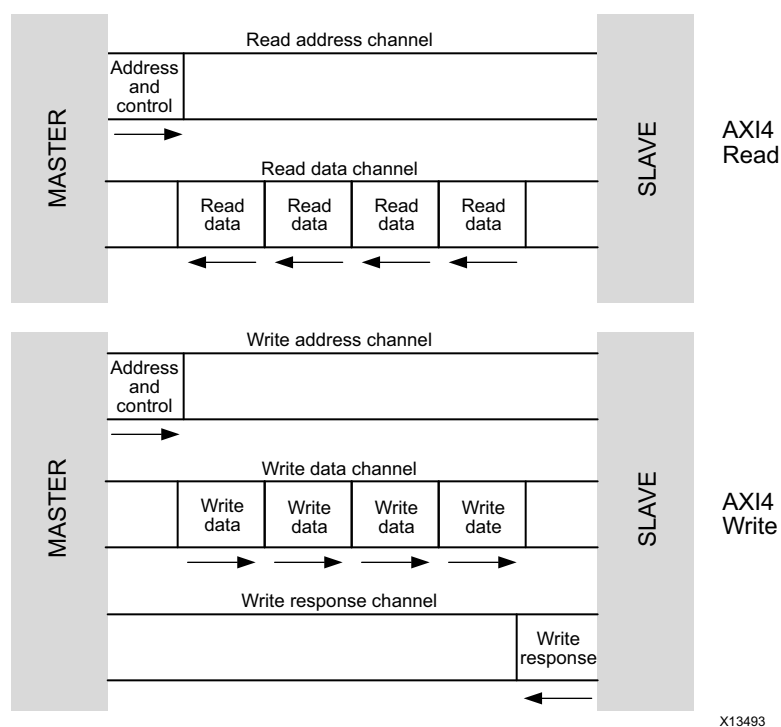 Read address channel
Address
and
control
MASTER
SLAVE
AXI4
Read
Read data channel
Read
data
Read
data
Read
data
Read
data
Write address channel
Address
and
control
MASTER
SLAVE
AXI4
Write
Write data channel
Write
data
Write
data
Write
data
Write
date
Write response channel
Write
response
X13493